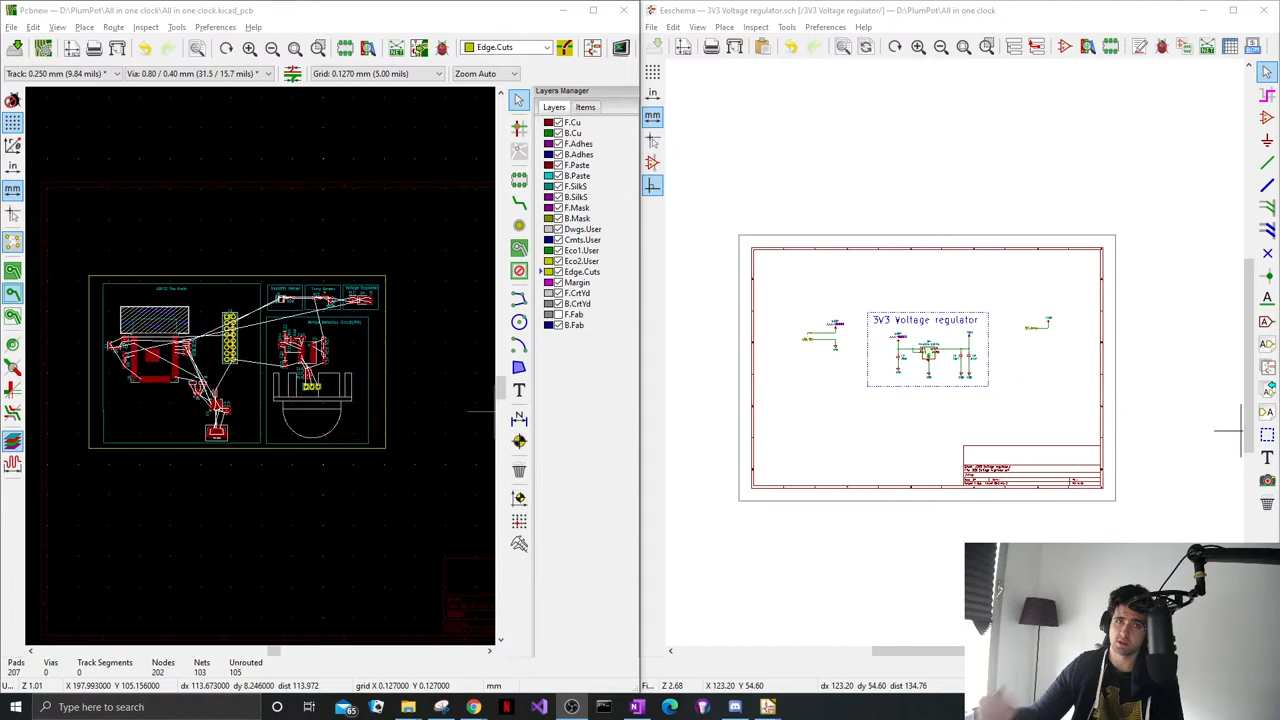 Pcbnew — D:\PlumPot\All in one clock\All in one clock.kicad_pcb
File Edit View Place Route Inspect Tools Preferences Help
Edge.Cuts
Track: 0.250 mm (9.84 mils) * Via: 0.80 / 0.40 mm (31.5 / 15.7 mils) * Grid: 0.1270 mm (5.00 mils) Zoom Auto
in
mm
Layers Manager
Layers Items
F.Cu
B.Cu
F.Adhes
B.Adhes
F.Paste
B.Paste
F.SilkS
B.SilkS
F.Mask
B.Mask
Dwgs.User
Cmts.User
Eco1.User
Eco2.User
Edge.Cuts
Margin
F.CrtYd
B.CrtYd
F.Fab
B.Fab
Pads Vias Track Segments Nodes Nets Unrouted
207 0 0 202 103 105
U... Z 1.01 X 197.993000 Y 105.156000 dx 113.673000 dy 8.246000 dist 113.972 grid X 0.127000 Y 0.127000 mm
Eeschema — 3V3 Voltage regulator.sch [/3V3 Voltage regulator/] — D:\PlumPot\All in one clock
File Edit View Place Inspect Tools Preferences Help
BOM
in
mm
3V3 Voltage regulator
Fi... Z 2.68 X 123.20 Y 54.60 dx 123.20 dy 54.60 dist 134.76
Type here to search
65